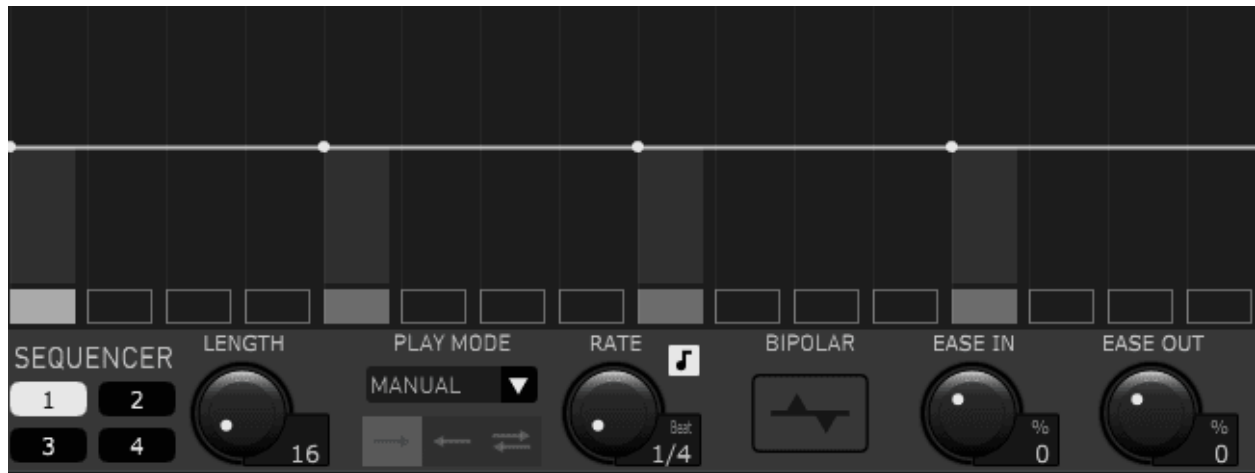 LENGTH PLAY MODE RATE BIPOLAR EASE IN EASE OUT
SEQUENCER
MANUAL
1 2
3 4
16
Beat
1/4
%
0
%
0